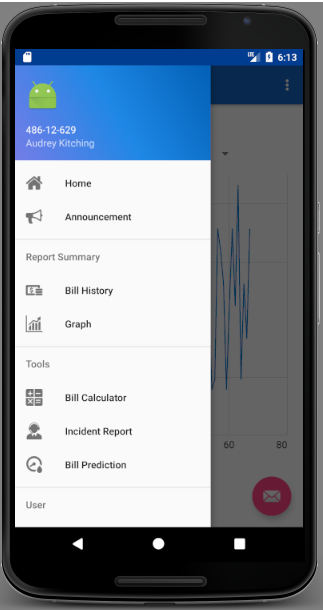 6:13
486-12-629
Audrey Kitching
Home
Announcement
Report Summary
Bill History
Graph
Tools
Bill Calculator
Incident Report
Bill Prediction
User
60
80